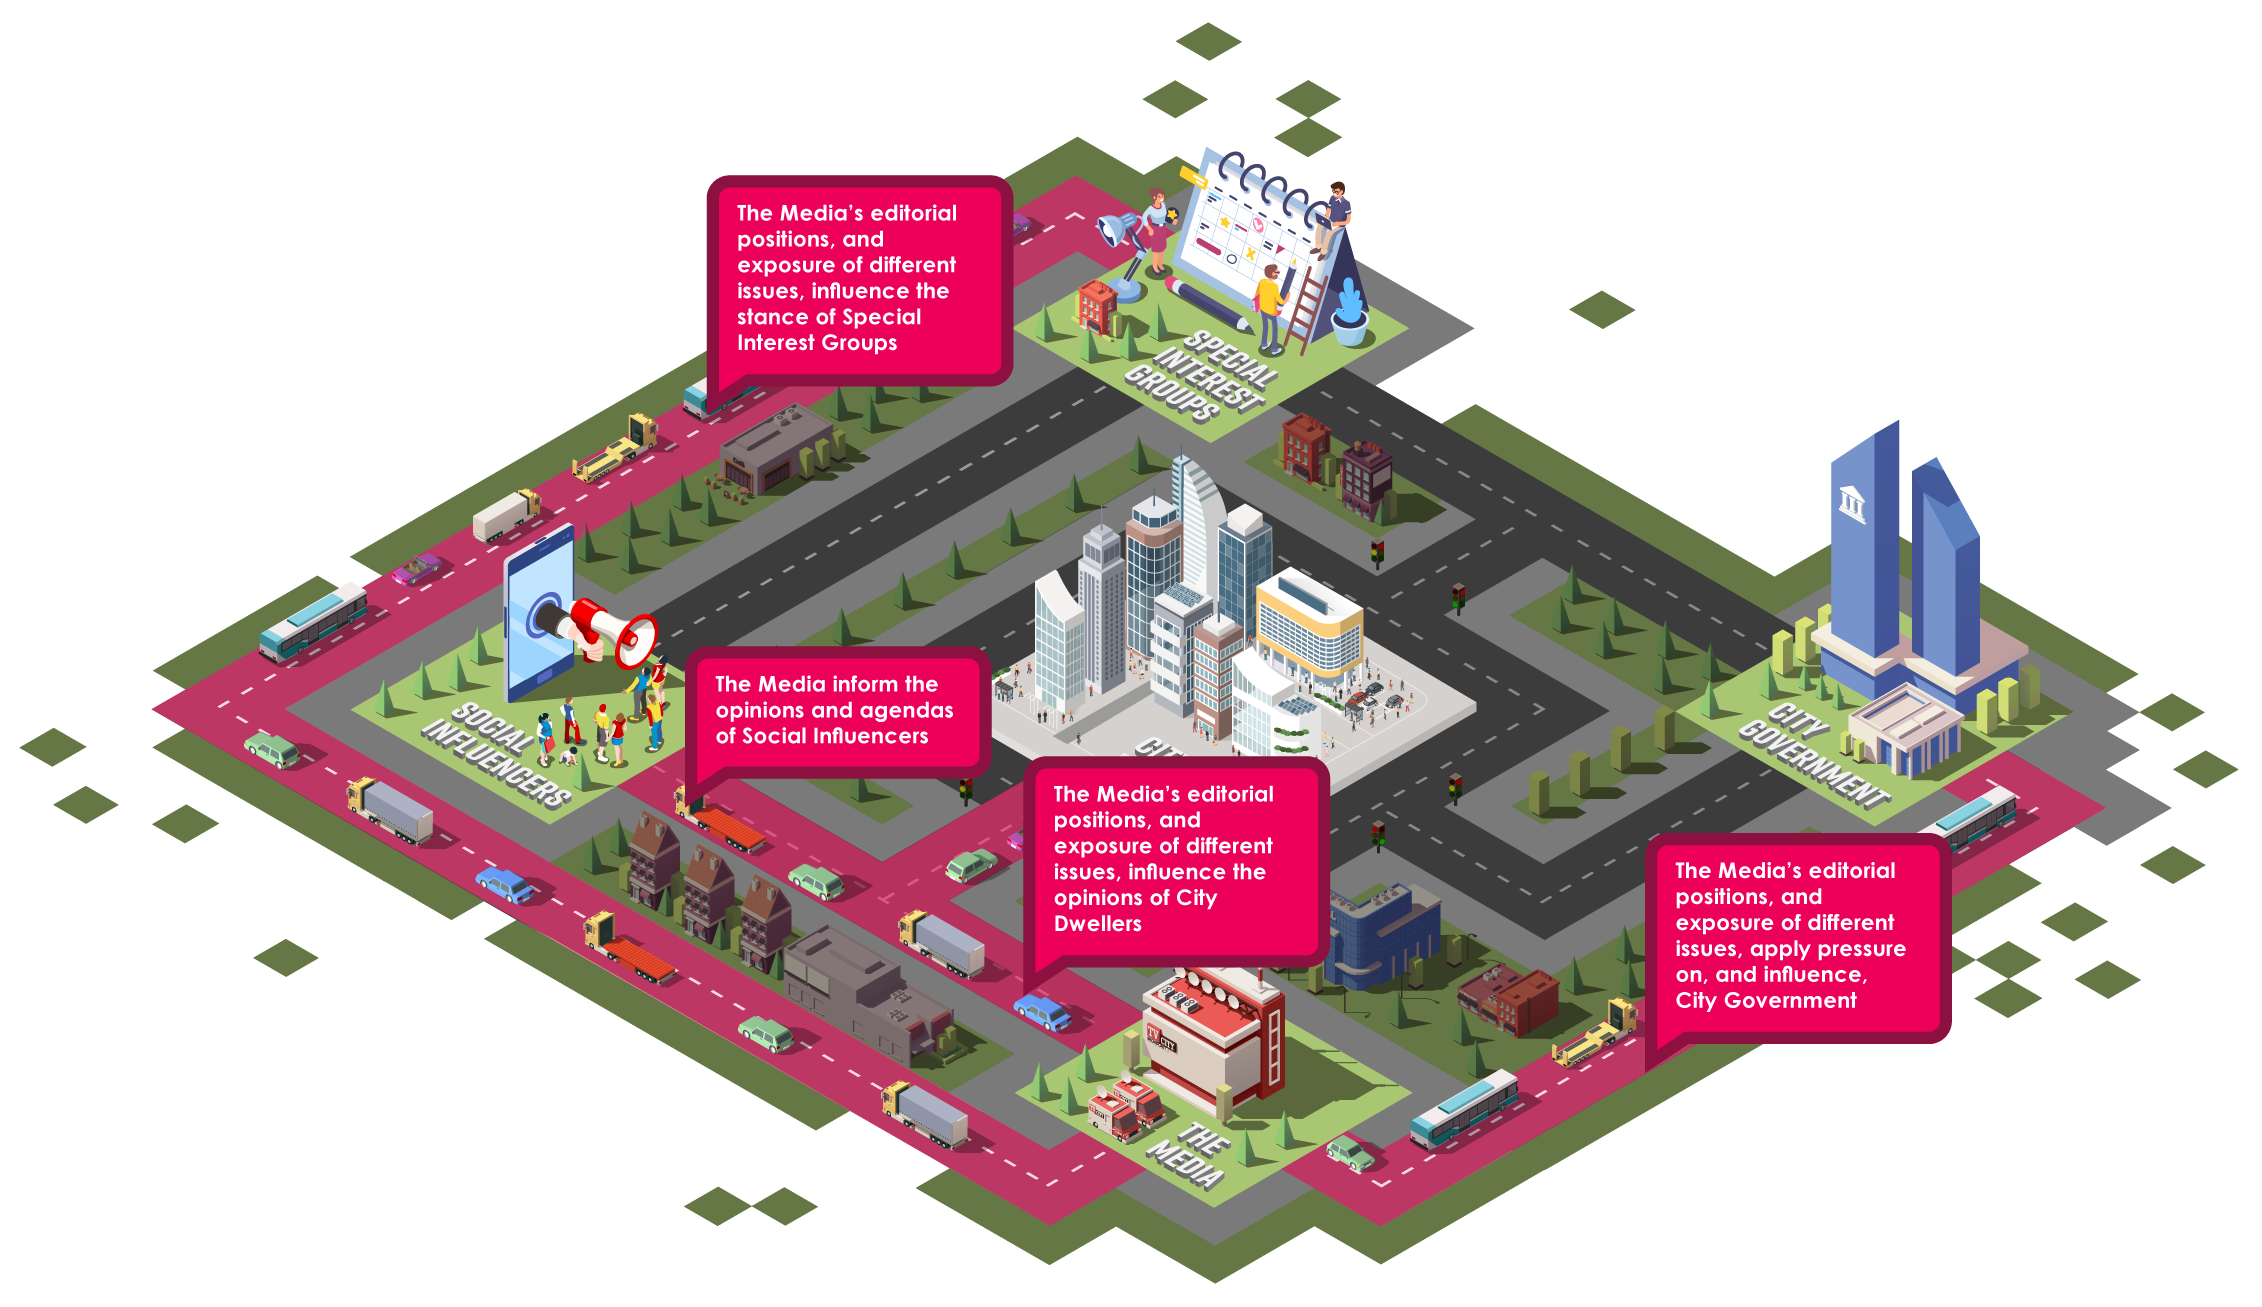 The Media’s editorial
positions, and
exposure of different
issues, influence the
stance of Special
Interest Groups
SPECIAL
INTEREST
GROUPS
The Media inform the
opinions and agendas
of Social Influencers
SOCIAL
INFLUENCERS
CITY
GOVERNMENT
The Media’s editorial
positions, and
exposure of different
issues, influence the
opinions of City
Dwellers
The Media’s editorial
positions, and
exposure of different
issues, apply pressure
on, and influence,
City Government
TV
CITY
THE
MEDIA